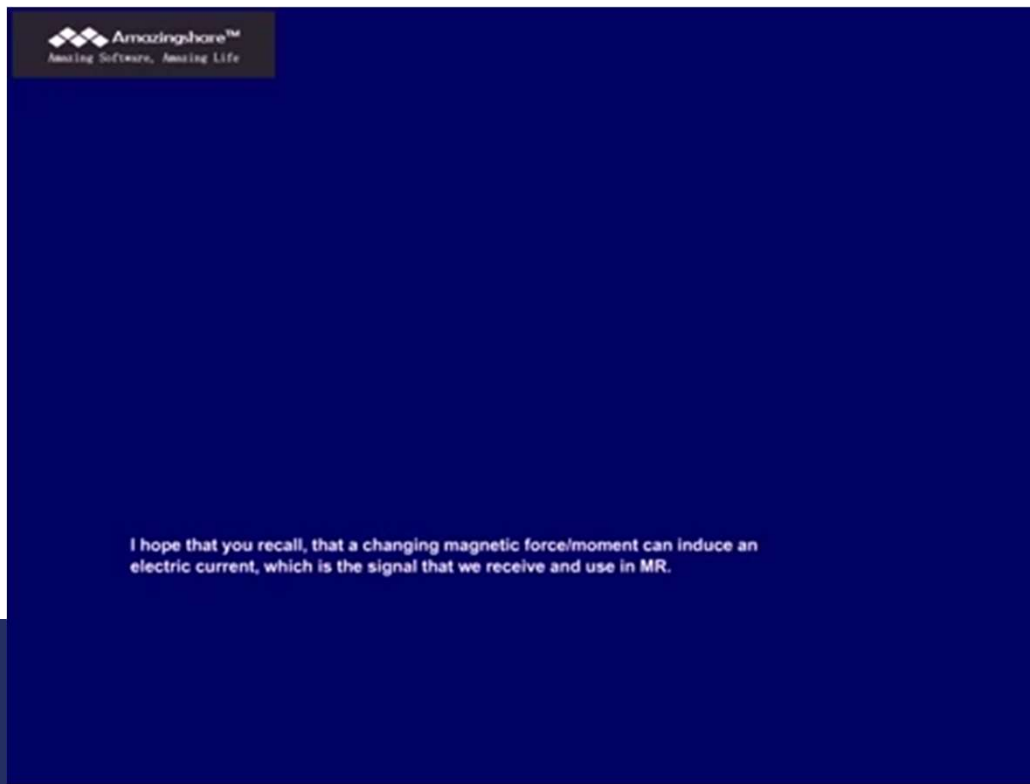 Amazingshare™
Amazing Software, Amazing Life
I hope that you recall, that a changing magnetic force/moment can induce an
electric current, which is the signal that we receive and use in MR.